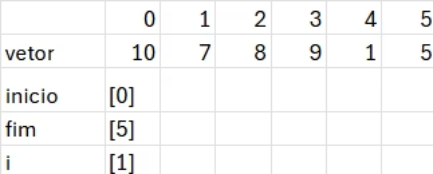 0 1 2 3 4 5
vetor 10 7 8 9 1 5
inicio [0]
fim [5]
i [1]